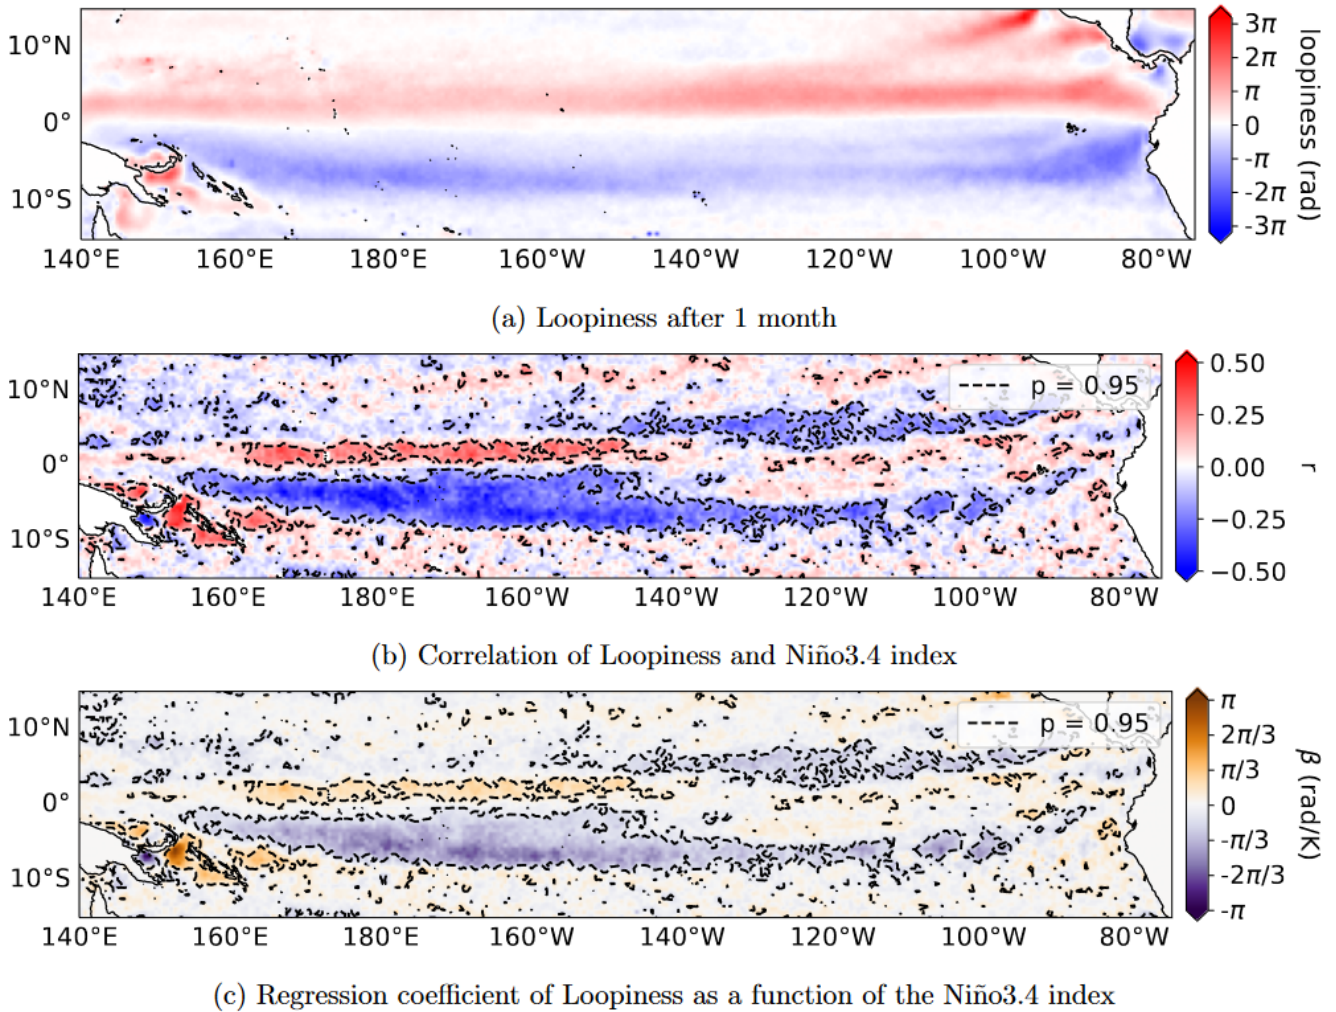 10°N
0°
10°S
140°E 160°E 180°E 160°W 140°W 120°W 100°W 80°W
3π
2π
π
0
-π
-2π
-3π
loopiness (rad)
(a) Loopiness after 1 month
10°N
0°
10°S
140°E 160°E 180°E 160°W 140°W 120°W 100°W 80°W
p = 0.95
0.50
0.25
0.00
−0.25
−0.50
r
(b) Correlation of Loopiness and Niño3.4 index
10°N
0°
10°S
140°E 160°E 180°E 160°W 140°W 120°W 100°W 80°W
p = 0.95
π
2π/3
π/3
0
-π/3
-2π/3
-π
β (rad/K)
(c) Regression coefficient of Loopiness as a function of the Niño3.4 index